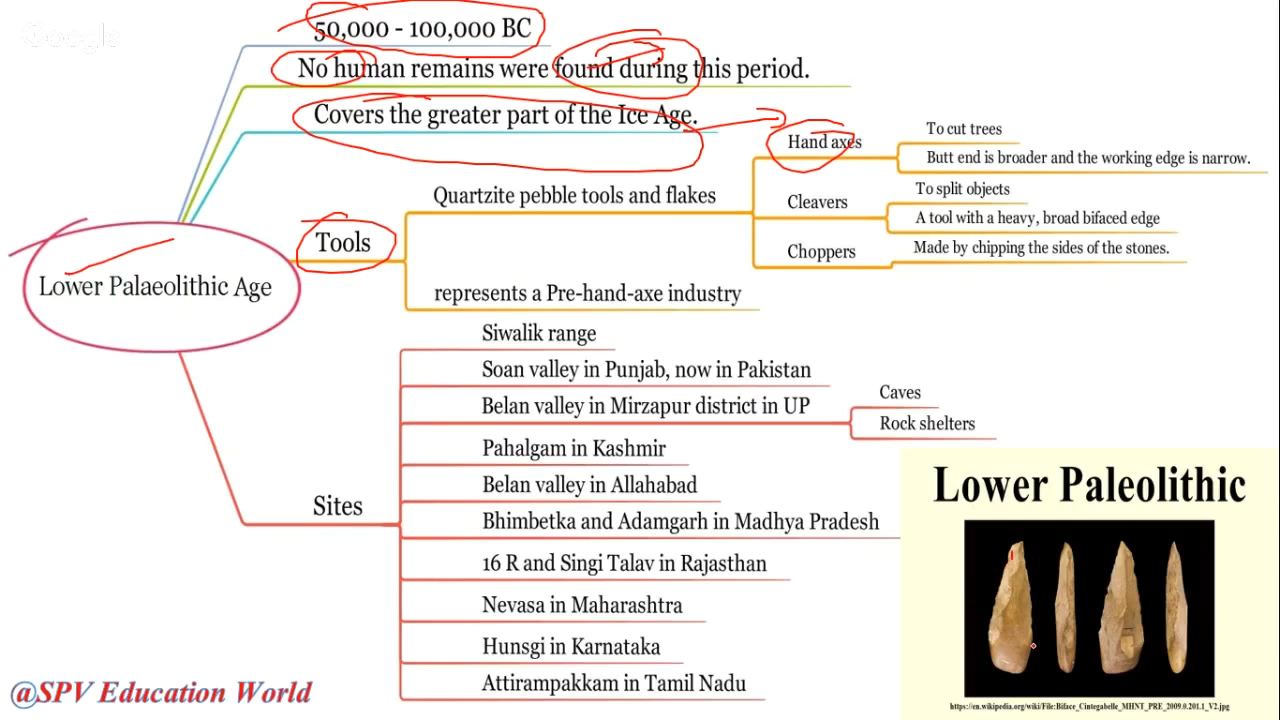 Google
50,000 - 100,000 BC
No human remains were found during this period.
Covers the greater part of the Ice Age.
Lower Palaeolithic Age
Tools
Quartzite pebble tools and flakes
Hand axes
To cut trees
Butt end is broader and the working edge is narrow.
Cleavers
To split objects
A tool with a heavy, broad bifaced edge
Choppers
Made by chipping the sides of the stones.
represents a Pre-hand-axe industry
Sites
Siwalik range
Soan valley in Punjab, now in Pakistan
Belan valley in Mirzapur district in UP
Caves
Rock shelters
Pahalgam in Kashmir
Belan valley in Allahabad
Bhimbetka and Adamgarh in Madhya Pradesh
16 R and Singi Talav in Rajasthan
Nevasa in Maharashtra
Hunsgi in Karnataka
Attirampakkam in Tamil Nadu
Lower Paleolithic
https://en.wikipedia.org/wiki/File:Biface_Cintegabelle_MHNT_PRE_2009.0.201.1_V2.jpg
@SPV Education World